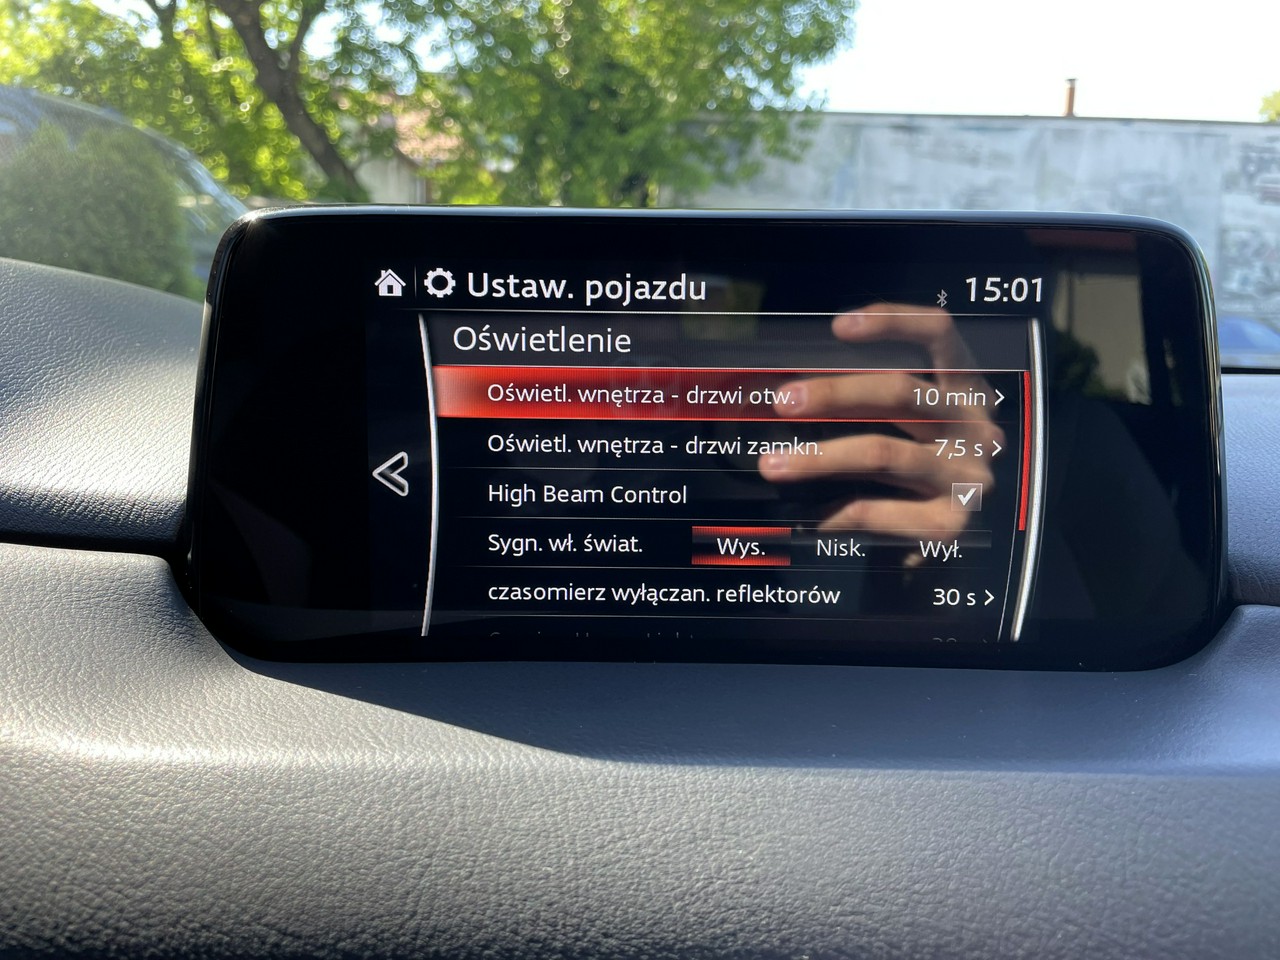 Ustaw. pojazdu 15:01
Oświetlenie
Oświetl. wnętrza - drzwi otw. 10 min
Oświetl. wnętrza - drzwi zamkn. 7,5 s
High Beam Control
Sygn. wł. świat. Wys. Nisk. Wył.
czasomierz wyłączan. reflektorów 30 s